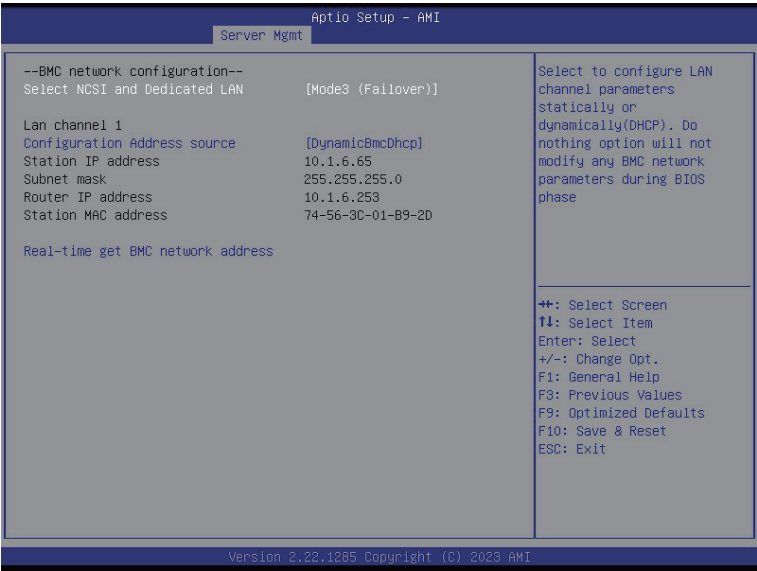 Aptio Setup – AMI
Server Mgmt
--BMC network configuration--
Select NCSI and Dedicated LAN [Mode3 (Failover)]
Lan channel 1
Configuration Address source [DynamicBmcDhcp]
Station IP address 10.1.6.65
Subnet mask 255.255.255.0
Router IP address 10.1.6.253
Station MAC address 74-56-3C-01-B9-2D
Real-time get BMC network address
Select to configure LAN
channel parameters
statically or
dynamically(DHCP). Do
nothing option will not
modify any BMC network
parameters during BIOS
phase
→←: Select Screen
↑↓: Select Item
Enter: Select
+/-: Change Opt.
F1: General Help
F3: Previous Values
F9: Optimized Defaults
F10: Save & Reset
ESC: Exit
Version 2.22.1285 Copyright (C) 2023 AMI